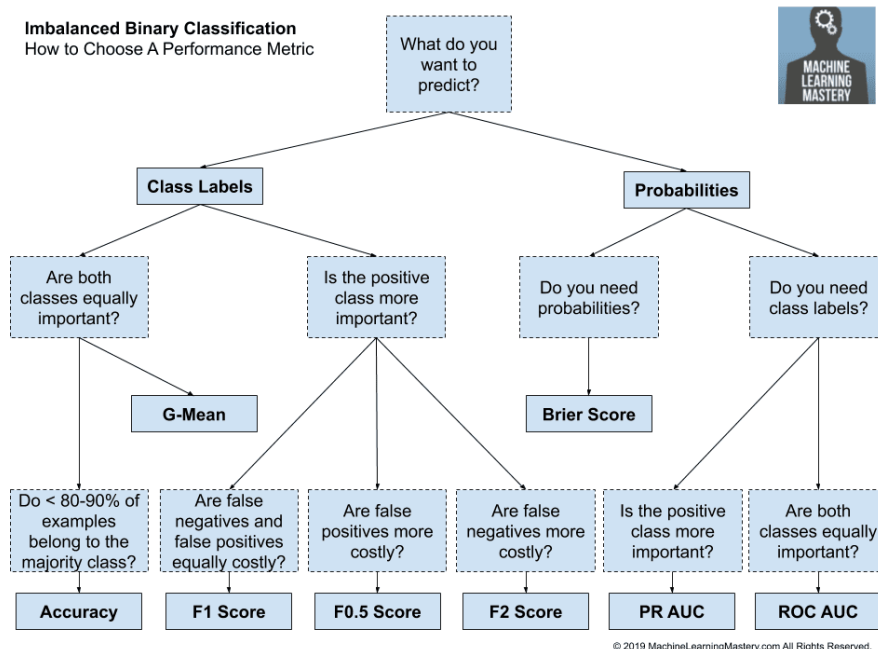 Imbalanced Binary Classification
How to Choose A Performance Metric
What do you
want to
predict?
MACHINE
LEARNING
MASTERY
Class Labels
Probabilities
Are both
classes equally
important?
Is the positive
class more
important?
Do you need
probabilities?
Do you need
class labels?
G-Mean
Brier Score
Do < 80-90% of
examples
belong to the
majority class?
Are false
negatives and
false positives
equally costly?
Are false
positives more
costly?
Are false
negatives more
costly?
Is the positive
class more
important?
Are both
classes equally
important?
Accuracy
F1 Score
F0.5 Score
F2 Score
PR AUC
ROC AUC
© 2019 MachineLearningMastery.com All Rights Reserved.